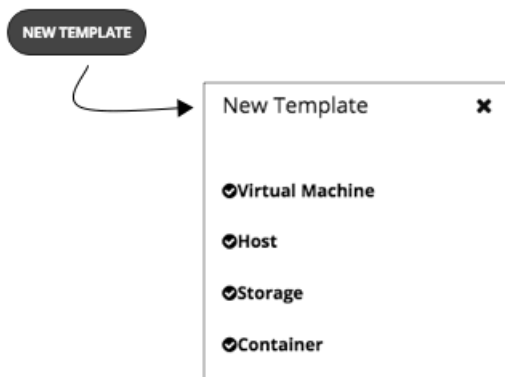 NEW TEMPLATE
New Template
Virtual Machine
Host
Storage
Container